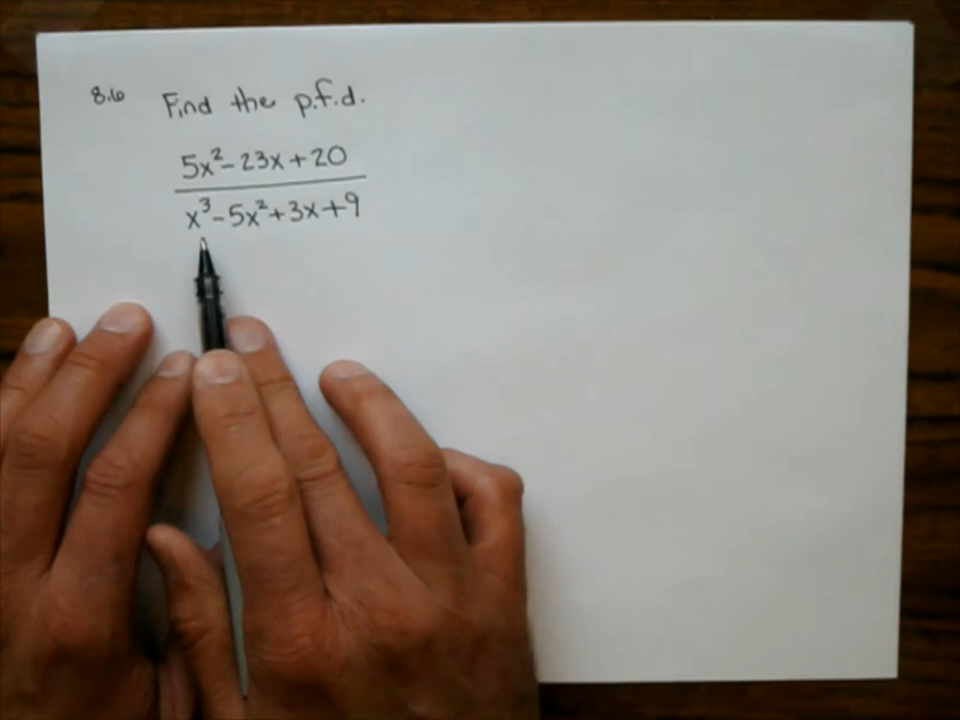 8.6 Find the p.f.d.
5x²-23x+20
x³-5x²+3x+9